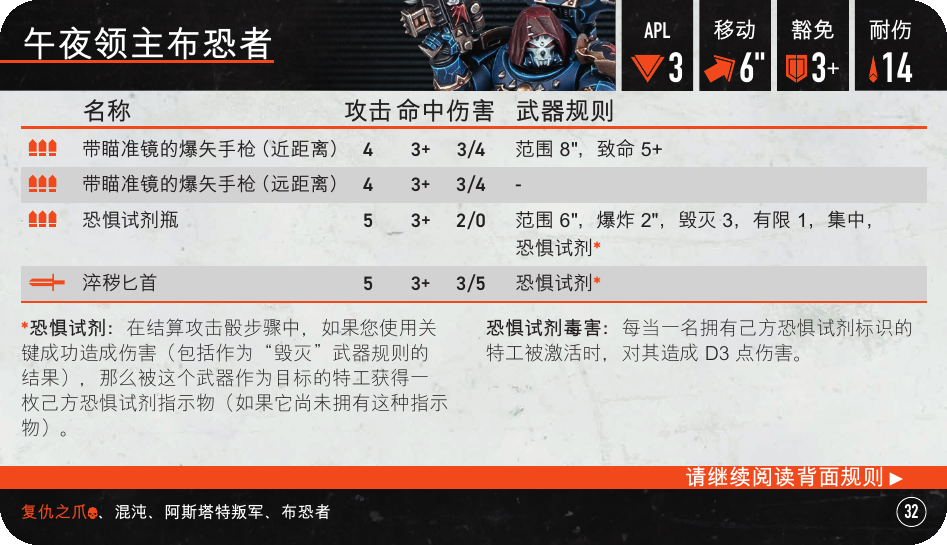 午夜领主布恐者
APL 移动 豁免 耐伤
3 6" 3+ 14
名称 攻击 命中 伤害 武器规则
带瞄准镜的爆矢手枪（近距离） 4 3+ 3/4 范围 8"，致命 5+
带瞄准镜的爆矢手枪（远距离） 4 3+ 3/4 -
恐惧试剂瓶 5 3+ 2/0 范围 6"，爆炸 2"，毁灭 3，有限 1，集中，
恐惧试剂*
淬秽匕首 5 3+ 3/5 恐惧试剂*
*恐惧试剂：在结算攻击骰步骤中，如果您使用关
键成功造成伤害（包括作为“毁灭”武器规则的
结果），那么被这个武器作为目标的特工获得一
枚己方恐惧试剂指示物（如果它尚未拥有这种指示
物）。
恐惧试剂毒害：每当一名拥有己方恐惧试剂标识的
特工被激活时，对其造成 D3 点伤害。
请继续阅读背面规则 ▶
复仇之爪、混沌、阿斯塔特叛军、布恐者
32